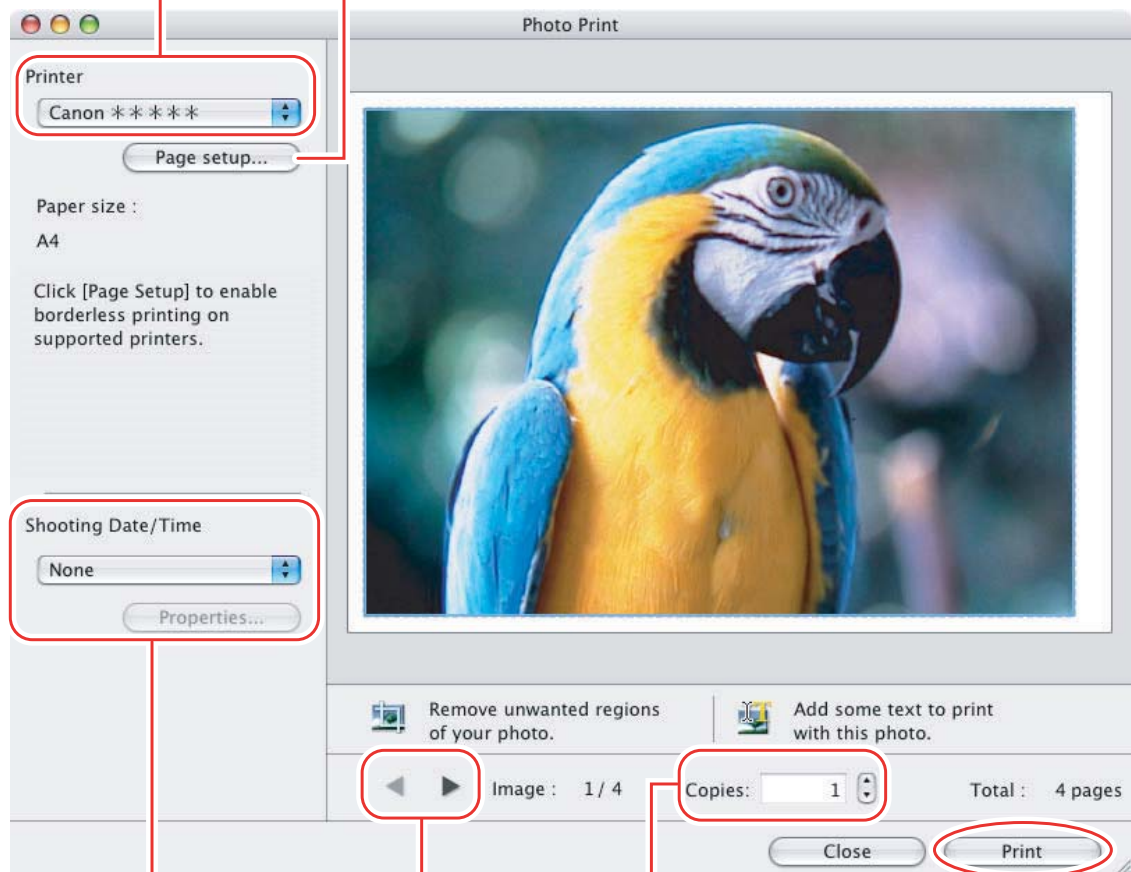 Photo Print
Printer
Canon ＊＊＊＊＊
Page setup...
Paper size :
A4
Click [Page Setup] to enable
borderless printing on
supported printers.
Shooting Date/Time
None
Properties...
Remove unwanted regions
of your photo.
Add some text to print
with this photo.
Image : 1 / 4
Copies: 1
Total : 4 pages
Close
Print